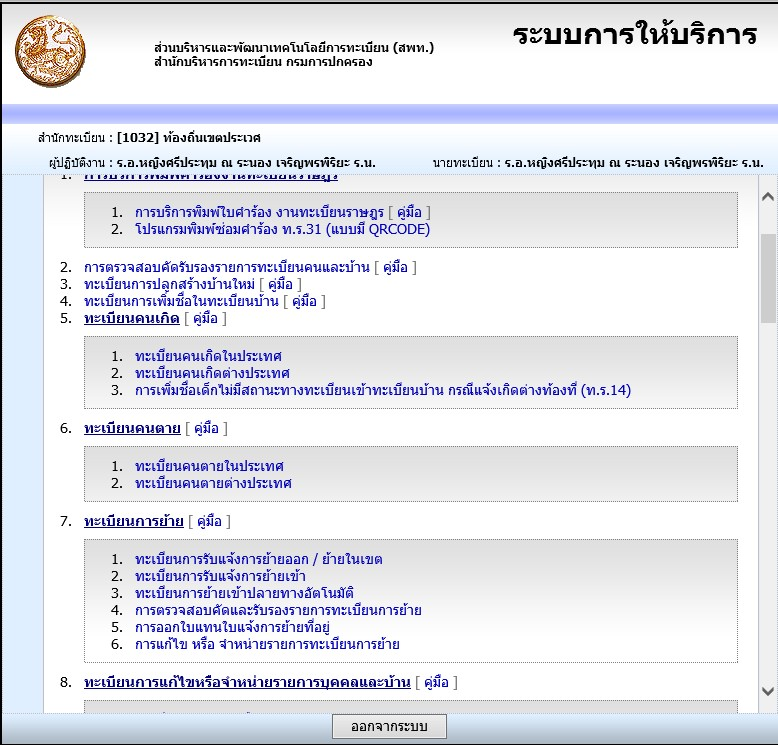 ส่วนบริหารและพัฒนาเทคโนโลยีการทะเบียน (สพท.)
สำนักบริหารการทะเบียน กรมการปกครอง
ระบบการให้บริการ
สำนักทะเบียน : [1032] ท้องถิ่นเขตประเวศ
ผู้ปฏิบัติงาน : ร.อ.หญิงศรีประทุม ณ ระนอง เจริญพรพิริยะ ร.น. นายทะเบียน : ร.อ.หญิงศรีประทุม ณ ระนอง เจริญพรพิริยะ ร.น.
1. การบริการพิมพ์คำร้องงานทะเบียนราษฎร
1. การบริการพิมพ์ใบคำร้อง งานทะเบียนราษฎร [ คู่มือ ]
2. โปรแกรมพิมพ์ซ่อมคำร้อง ท.ร.31 (แบบมี QRCODE)
2. การตรวจสอบคัดรับรองรายการทะเบียนคนและบ้าน [ คู่มือ ]
3. ทะเบียนการปลูกสร้างบ้านใหม่ [ คู่มือ ]
4. ทะเบียนการเพิ่มชื่อในทะเบียนบ้าน [ คู่มือ ]
5. ทะเบียนคนเกิด [ คู่มือ ]
1. ทะเบียนคนเกิดในประเทศ
2. ทะเบียนคนเกิดต่างประเทศ
3. การเพิ่มชื่อเด็กไม่มีสถานะทางทะเบียนเข้าทะเบียนบ้าน กรณีแจ้งเกิดต่างท้องที่ (ท.ร.14)
6. ทะเบียนคนตาย [ คู่มือ ]
1. ทะเบียนคนตายในประเทศ
2. ทะเบียนคนตายต่างประเทศ
7. ทะเบียนการย้าย [ คู่มือ ]
1. ทะเบียนการรับแจ้งการย้ายออก / ย้ายในเขต
2. ทะเบียนการรับแจ้งการย้ายเข้า
3. ทะเบียนการย้ายเข้าปลายทางอัตโนมัติ
4. การตรวจสอบคัดและรับรองรายการทะเบียนการย้าย
5. การออกใบแทนใบแจ้งการย้ายที่อยู่
6. การแก้ไข หรือ จำหน่ายรายการทะเบียนการย้าย
8. ทะเบียนการแก้ไขหรือจำหน่ายรายการบุคคลและบ้าน [ คู่มือ ]
ออกจากระบบ